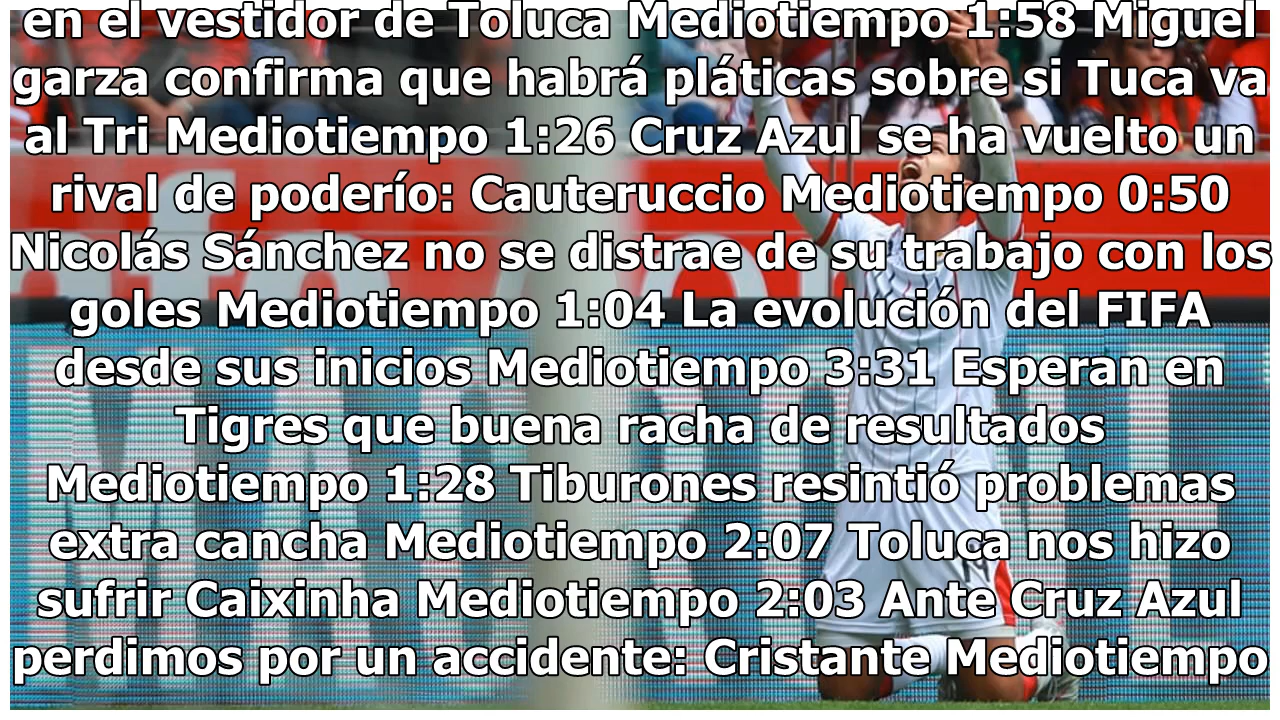 en el vestidor de Toluca Mediotiempo 1:58 Miguel
garza confirma que habrá pláticas sobre si Tuca va
al Tri Mediotiempo 1:26 Cruz Azul se ha vuelto un
rival de poderío: Cauteruccio Mediotiempo 0:50
Nicolás Sánchez no se distrae de su trabajo con los
goles Mediotiempo 1:04 La evolución del FIFA
desde sus inicios Mediotiempo 3:31 Esperan en
Tigres que buena racha de resultados
Mediotiempo 1:28 Tiburones resintió problemas
extra cancha Mediotiempo 2:07 Toluca nos hizo
sufrir Caixinha Mediotiempo 2:03 Ante Cruz Azul
perdimos por un accidente: Cristante Mediotiempo